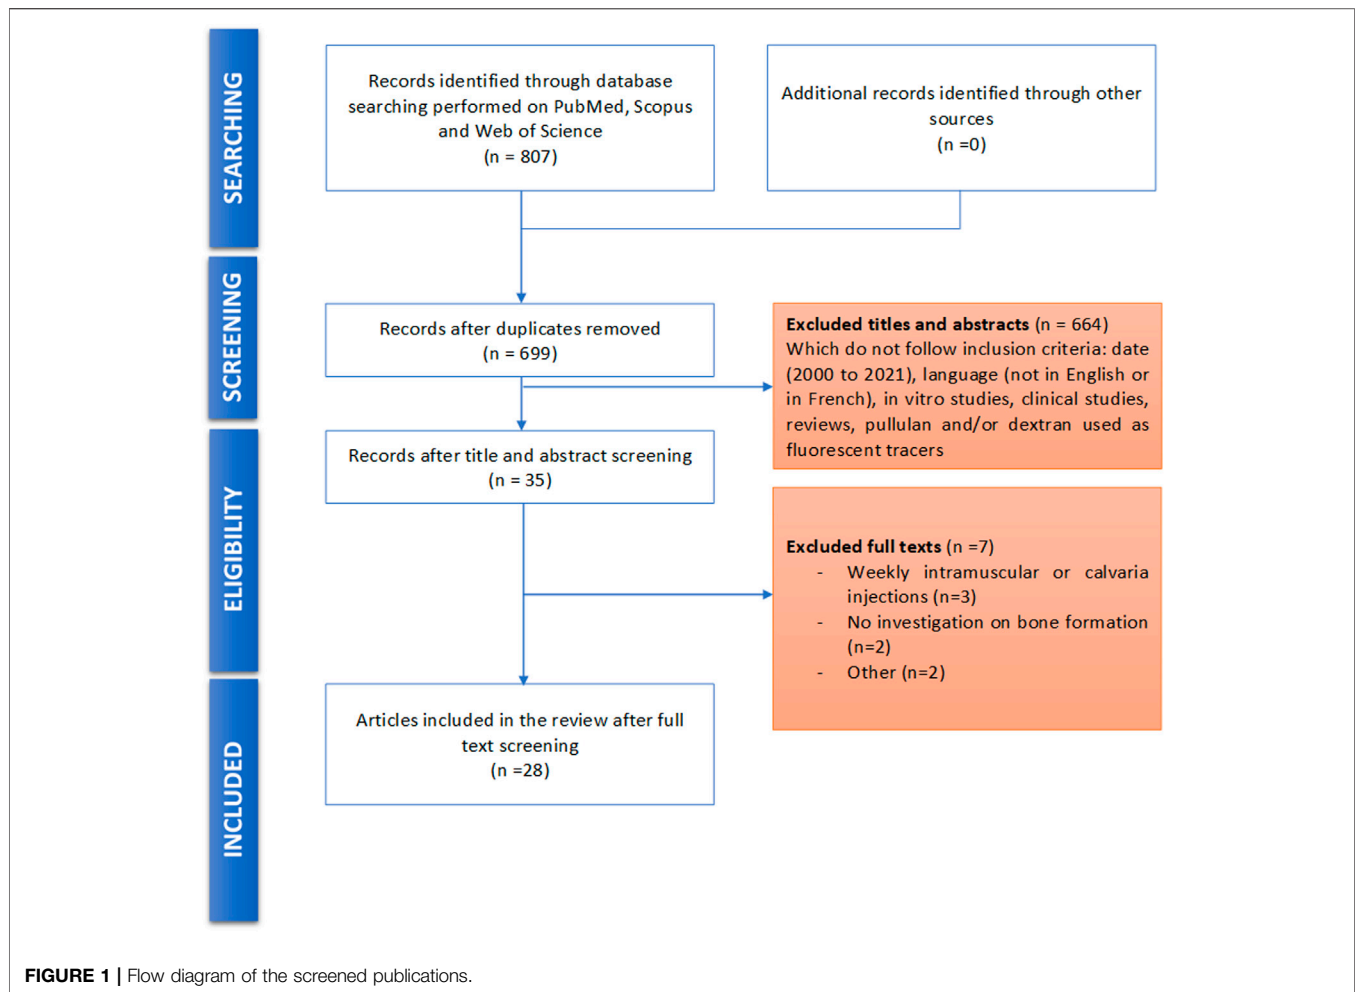 SEARCHING
Records identified through database
searching performed on PubMed, Scopus
and Web of Science
(n = 807)
Additional records identified through other
sources
(n =0)
SCREENING
Records after duplicates removed
(n = 699)
Excluded titles and abstracts (n = 664)
Which do not follow inclusion criteria: date
(2000 to 2021), language (not in English or
in French), in vitro studies, clinical studies,
reviews, pullulan and/or dextran used as
fluorescent tracers
ELIGIBILITY
Records after title and abstract screening
(n = 35)
Excluded full texts (n =7)
- Weekly intramuscular or calvaria
injections (n=3)
- No investigation on bone formation
(n=2)
- Other (n=2)
INCLUDED
Articles included in the review after full
text screening
(n =28)
FIGURE 1 | Flow diagram of the screened publications.